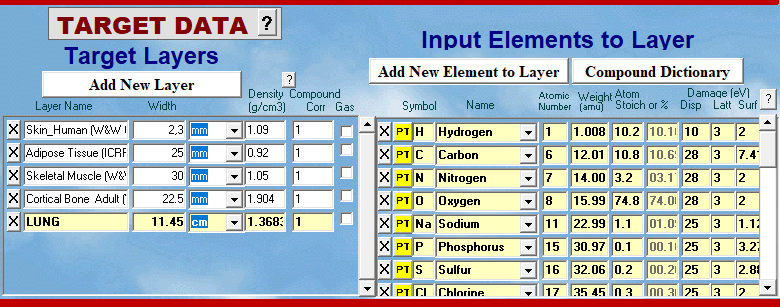 TARGET DATA ?
Target Layers
Add New Layer
Layer Name Width Density (g/cm3) ? Compound Corr Gas
X Skin_Human (W&W 2,3 mm 1.09 1
X Adipose Tissue (ICRF 25 mm 0.92 1
X Skeletal Muscle (W& 30 mm 1.05 1
X Cortical Bone Adult ( 22.5 mm 1.904 1
X LUNG 11.45 cm 1.368 1
Input Elements to Layer
Add New Element to Layer Compound Dictionary
Symbol Name Atomic Number Weight (amu) Atom Stoich or % Damage (eV) Disp Latt Surf ?
X PT H Hydrogen 1 1.008 10.2 10.1 10 3 2
X PT C Carbon 6 12.01 10.8 10.6 28 3 7.4
X PT N Nitrogen 7 14.00 3.2 03.1 28 3 2
X PT O Oxygen 8 15.99 74.8 74.0 28 3 2
X PT Na Sodium 11 22.99 1.1 01.0 25 3 1.12
X PT P Phosphorus 15 30.97 0.1 00.1 25 3 3.27
X PT S Sulfur 16 32.06 0.2 00.2 25 3 2.88
X PT Cl Chlorine 17 35.45 0.3 00.3 25 3 2